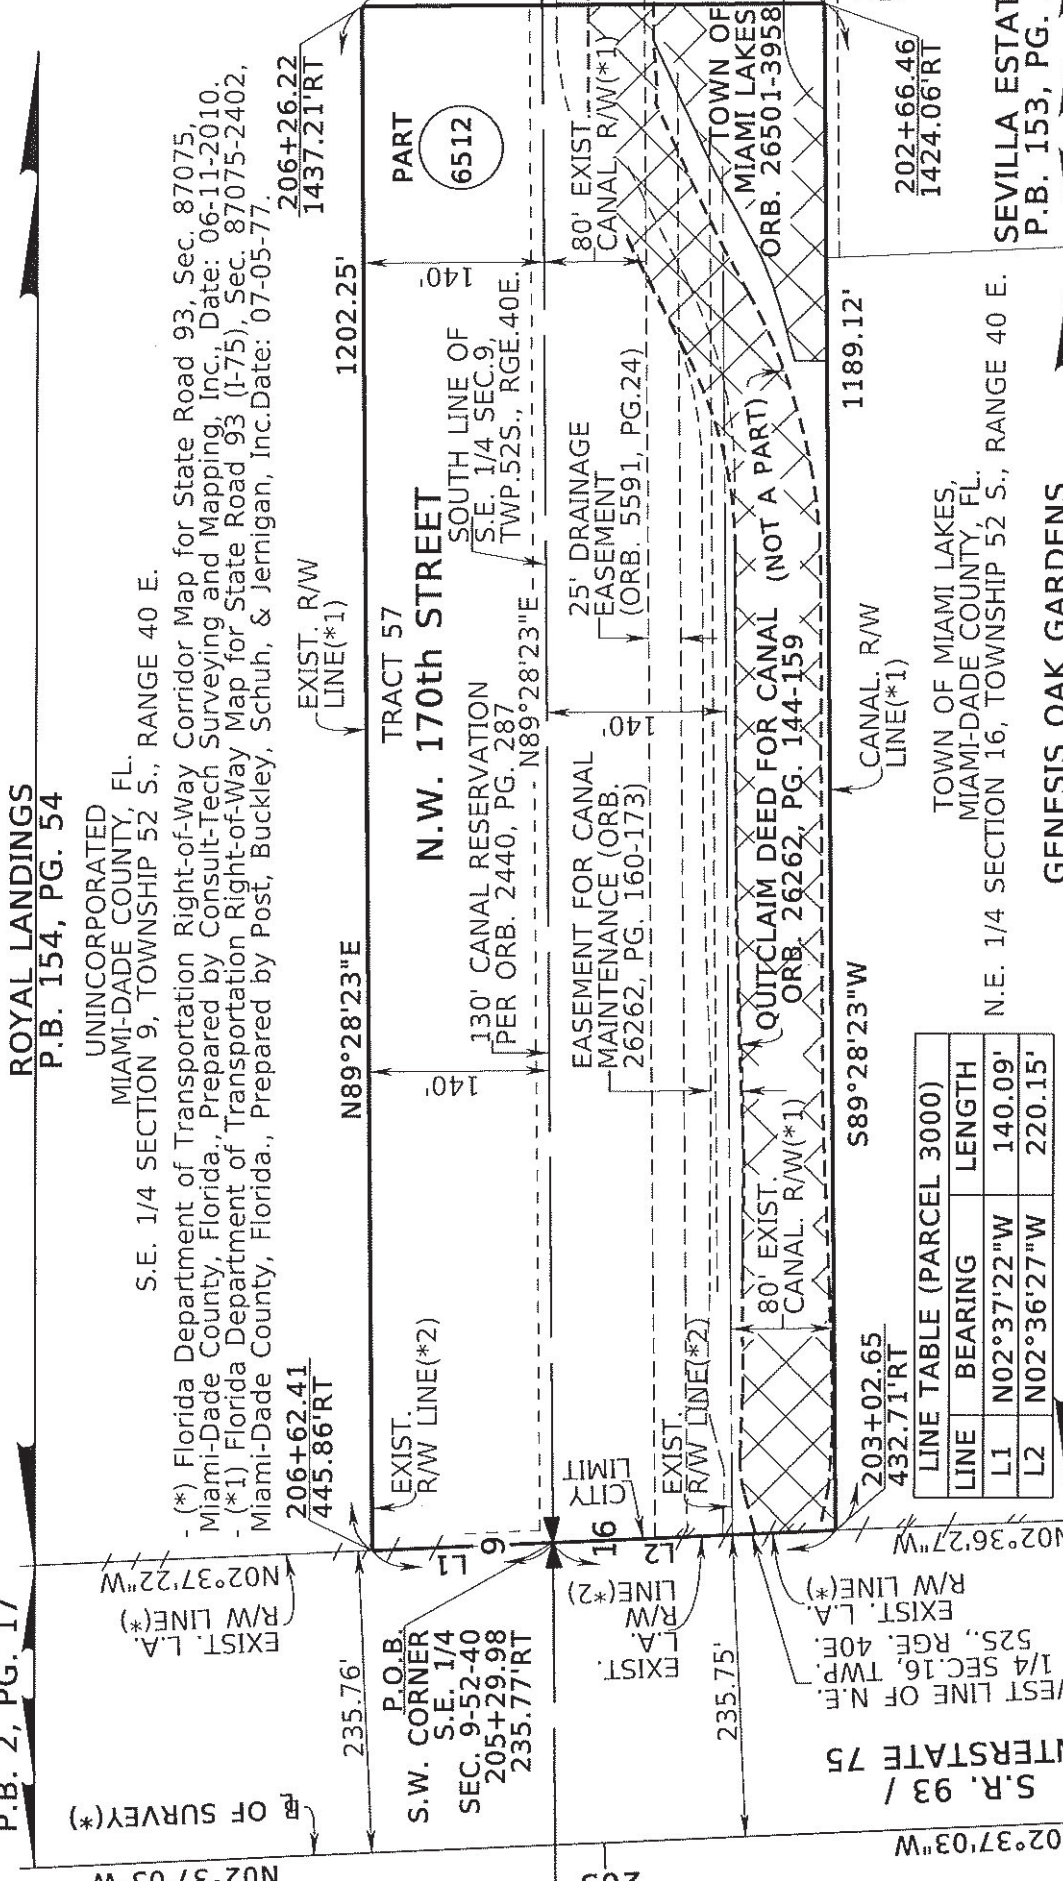 ROYAL LANDINGS
P.B. 154, PG. 54
P.B. 2, PG. 17
UNINCORPORATED
MIAMI-DADE COUNTY, FL.
S.E. 1/4 SECTION 9, TOWNSHIP 52 S., RANGE 40 E.
- (*) Florida Department of Transportation Right-of-Way Corridor Map for State Road 93, Sec. 87075,
Miami-Dade County, Florida., Prepared by Consult-Tech Surveying and Mapping, Inc., Date: 06-11-2010.
- (*1) Florida Department of Transportation Right-of-Way Map for State Road 93 (I-75), Sec. 87075-2402,
Miami-Dade County, Florida., Prepared by Post, Buckley, Schuh, & Jernigan, Inc.Date: 07-05-77.
206+62.41
445.86'RT
EXIST. R/W
LINE(*1)
206+26.22
1437.21'RT
N89°28'23"E
1202.25'
EXIST.
R/W LINE(*2)
TRACT 57
N.W. 170th STREET
PART
6512
140'
140'
130' CANAL RESERVATION
PER ORB. 2440, PG. 287
SOUTH LINE OF
S.E. 1/4 SEC.9,
TWP.52S., RGE.40E.
N89°28'23"E
L1
9
16
L2
CITY
LIMIT
EASEMENT FOR CANAL
MAINTENANCE (ORB.
26262, PG. 160-173)
140'
25' DRAINAGE
EASEMENT
(ORB. 5591, PG.24)
80' EXIST.
CANAL R/W(*1)
EXIST.
R/W LINE(*2)
TOWN OF
MIAMI LAKES
ORB. 26501-3958
QUITCLAIM DEED FOR CANAL (NOT A PART)
ORB. 26262, PG. 144-159
80' EXIST.
CANAL. R/W(*1)
203+02.65
432.71'RT
S89°28'23"W
CANAL. R/W
LINE(*1)
1189.12'
202+66.46
1424.06'RT
LINE TABLE (PARCEL 3000)
LINE BEARING LENGTH
L1 N02°37'22"W 140.09'
L2 N02°36'27"W 220.15'
TOWN OF MIAMI LAKES,
MIAMI-DADE COUNTY, FL.
N.E. 1/4 SECTION 16, TOWNSHIP 52 S., RANGE 40 E.
SEVILLA ESTAT
P.B. 153, PG.
GENESIS OAK GARDENS
N02°37'22"W
EXIST. L.A.
R/W LINE(*)
235.76'
P.O.B
S.W. CORNER
S.E. 1/4
SEC. 9-52-40
205+29.98
235.77'RT
EXIST.
L.A.
R/W
LINE(*2)
235.75'
N02°36'27"W
EXIST. L.A.
R/W LINE(*)
WEST LINE OF N.E.
1/4 SEC.16, TWP.
52S., RGE. 40E.
S.R. 93 /
NTERSTATE 75
℄ OF SURVEY(*)
N02°37'03"W
205
02°37'03"W